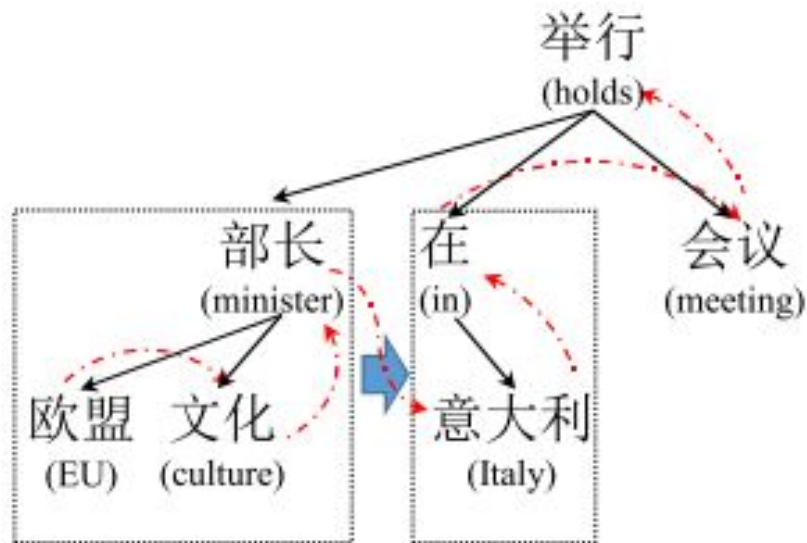 举行
(holds)
部长
(minister)
在
(in)
会议
(meeting)
欧盟
(EU)
文化
(culture)
意大利
(Italy)